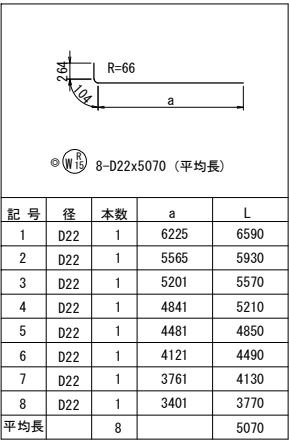 264
R=66
104
a
◎ W R 15 8-D22x5070 (平均長)
記 号 径 本数 a L
1 D22 1 6225 6590
2 D22 1 5565 5930
3 D22 1 5201 5570
4 D22 1 4841 5210
5 D22 1 4481 4850
6 D22 1 4121 4490
7 D22 1 3761 4130
8 D22 1 3401 3770
平均長 8 5070